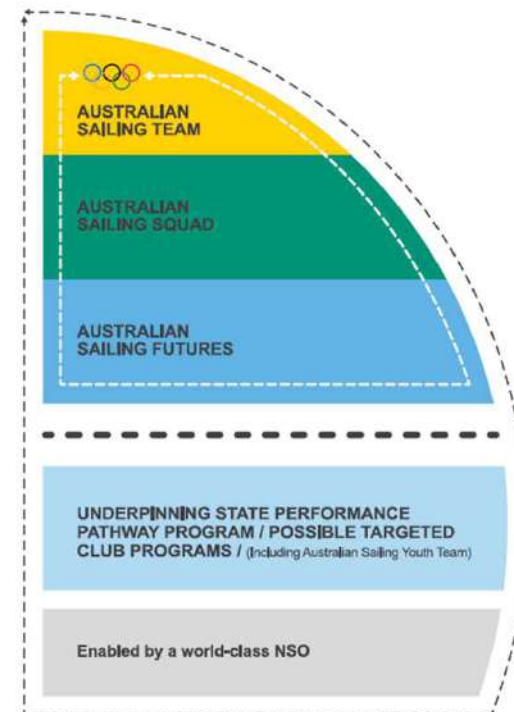 AUSTRALIAN
SAILING TEAM
AUSTRALIAN
SAILING SQUAD
AUSTRALIAN
SAILING FUTURES
UNDERPINNING STATE PERFORMANCE
PATHWAY PROGRAM / POSSIBLE TARGETED
CLUB PROGRAMS / (Including Australian Sailing Youth Team)
Enabled by a world-class NSO